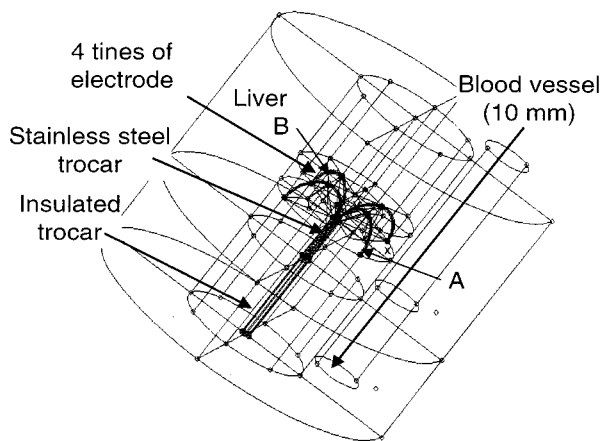 4 tines of
electrode
Liver
B
Blood vessel
(10 mm)
Stainless steel
trocar
Insulated
trocar
A
x